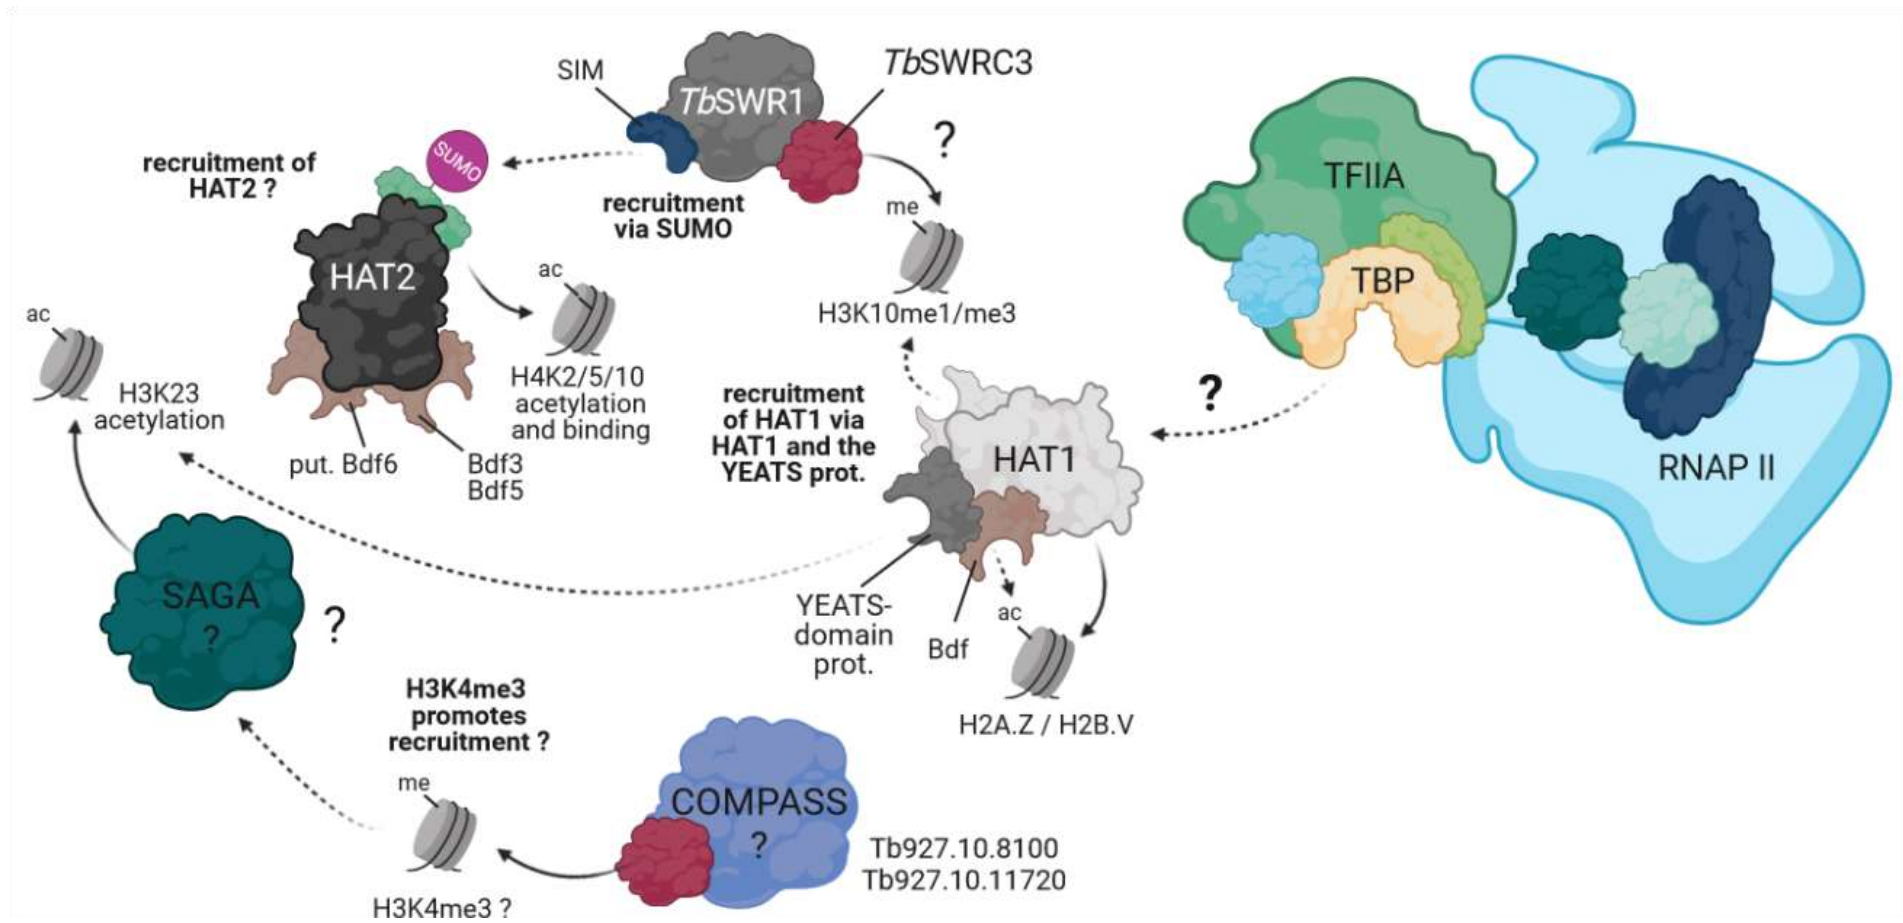 SIM
TbSWR1
TbSWRC3
?
SUMO
recruitment of
HAT2 ?
recruitment
via SUMO
me
H3K10me1/me3
HAT2
ac
H4K2/5/10
acetylation
and binding
ac
H3K23
acetylation
put. Bdf6
Bdf3
Bdf5
recruitment
of HAT1 via
HAT1 and the
YEATS prot.
HAT1
YEATS-
domain
prot.
Bdf
ac
H2A.Z / H2B.V
?
TFIIA
TBP
RNAP II
SAGA
?
?
H3K4me3
promotes
recruitment ?
me
H3K4me3 ?
COMPASS
?
Tb927.10.8100
Tb927.10.11720